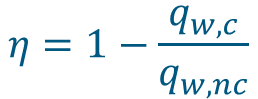 η = 1 − q_{w,c} / q_{w,nc}